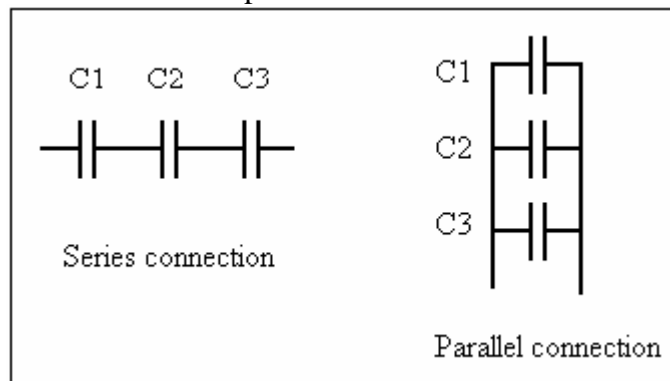 C1 C2 C3
Series connection
C1
C2
C3
Parallel connection